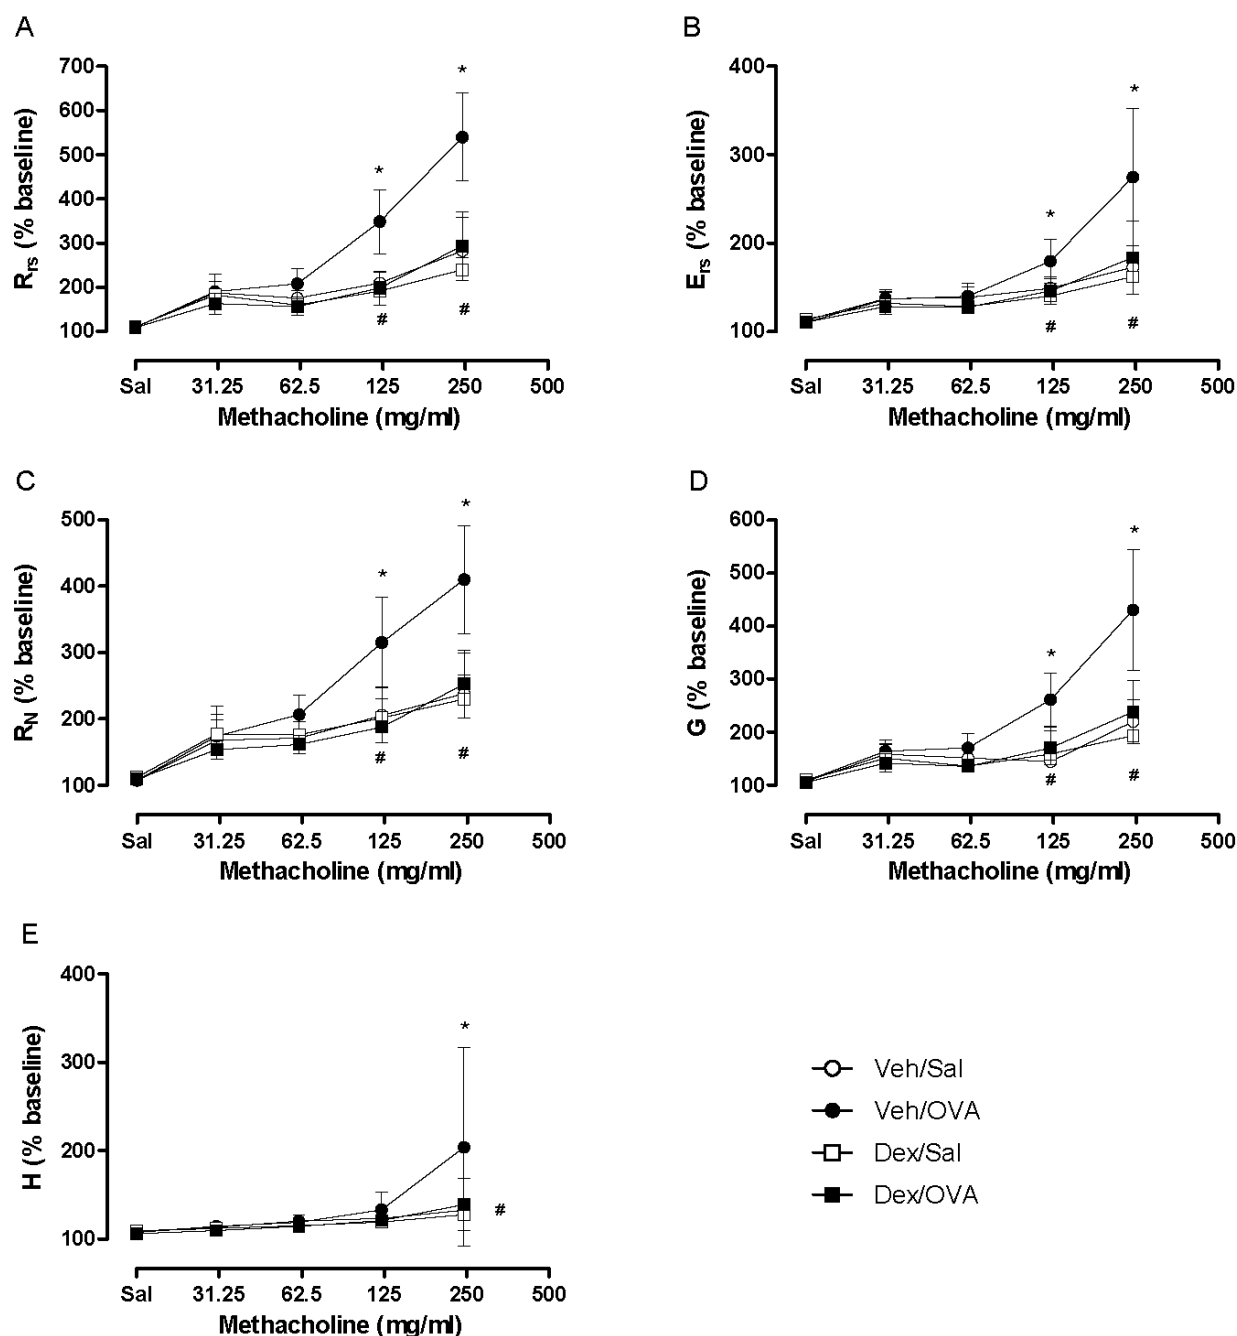 A
R_rs (% baseline)
700
600
500
400
300
200
100
*
*
#
#
Sal 31.25 62.5 125 250 500
Methacholine (mg/ml)
B
E_rs (% baseline)
400
300
200
100
*
*
#
#
Sal 31.25 62.5 125 250 500
Methacholine (mg/ml)
C
R_N (% baseline)
500
400
300
200
100
*
*
#
#
Sal 31.25 62.5 125 250 500
Methacholine (mg/ml)
D
G (% baseline)
600
500
400
300
200
100
*
*
#
#
Sal 31.25 62.5 125 250 500
Methacholine (mg/ml)
E
H (% baseline)
400
300
200
100
*
#
Sal 31.25 62.5 125 250 500
Methacholine (mg/ml)
Veh/Sal
Veh/OVA
Dex/Sal
Dex/OVA